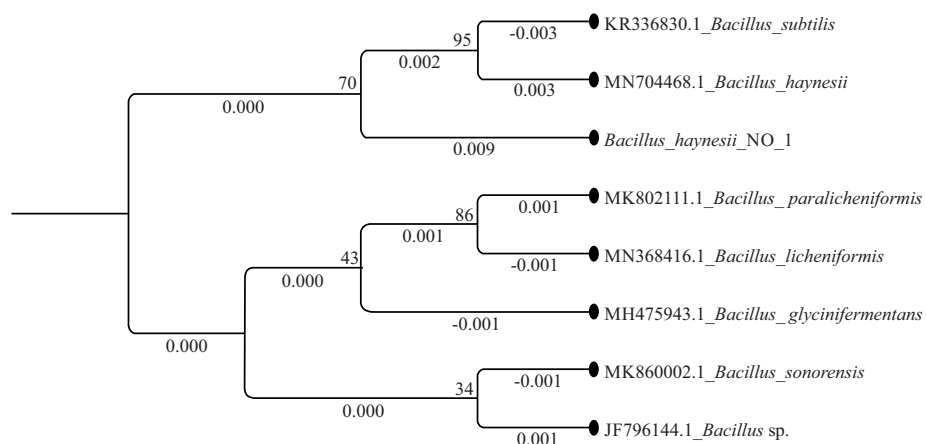 KR336830.1_Bacillus_subtilis
-0.003
95
0.002
MN704468.1_Bacillus_haynesii
0.003
70
0.000
Bacillus_haynesii_NO_1
0.009
MK802111.1_Bacillus_ paralicheniformis
0.001
86
0.001
MN368416.1_Bacillus_licheniformis
-0.001
43
0.000
MH475943.1_Bacillus_ glycinifermentans
-0.001
0.000
MK860002.1_Bacillus_sonorensis
-0.001
34
0.000
JF796144.1_Bacillus sp.
0.001